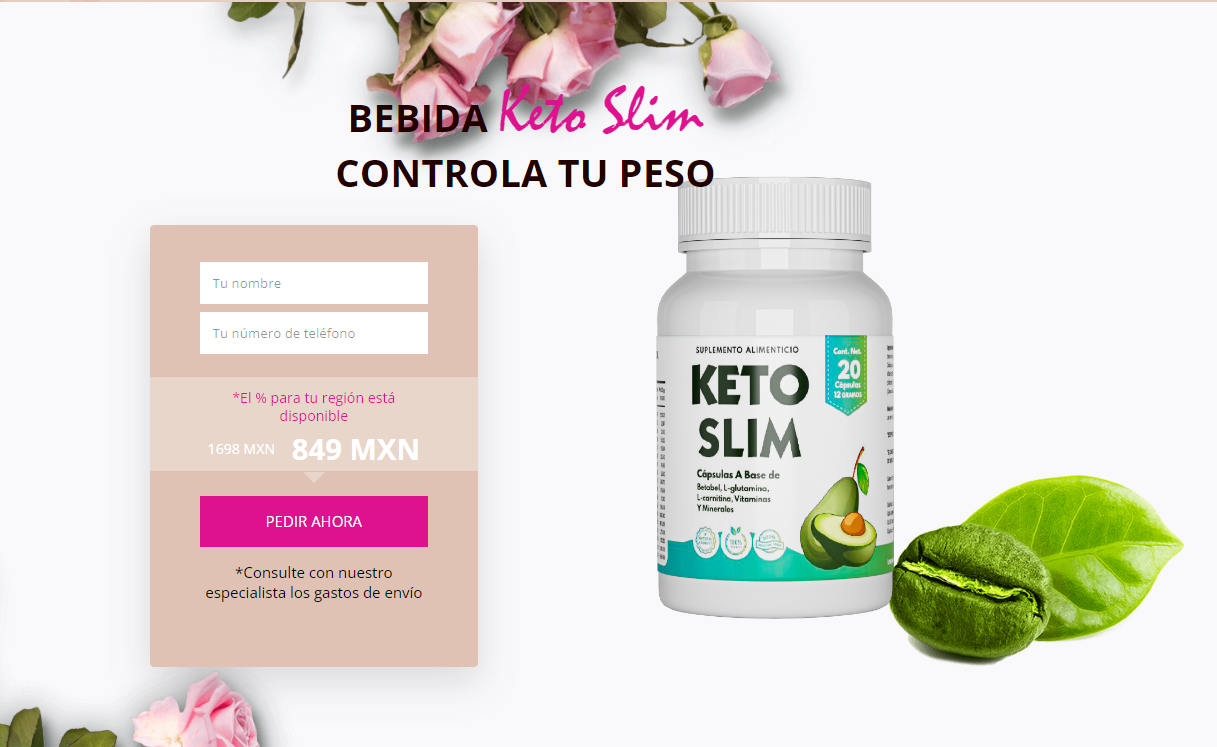 BEBIDA Keto Slim
CONTROLA TU PESO
Tu nombre
Tu número de teléfono
*El % para tu región está
disponible
1698 MXN 849 MXN
PEDIR AHORA
*Consulte con nuestro
especialista los gastos de envío
SUPLEMENTO ALIMENTICIO
Cont. Net.
20
Cápsulas
12 GRAMOS
KETO
SLIM
Cápsulas A Base de
Betabel, L-glutamina,
L-carnitina, Vitaminas
Y Minerales
100%